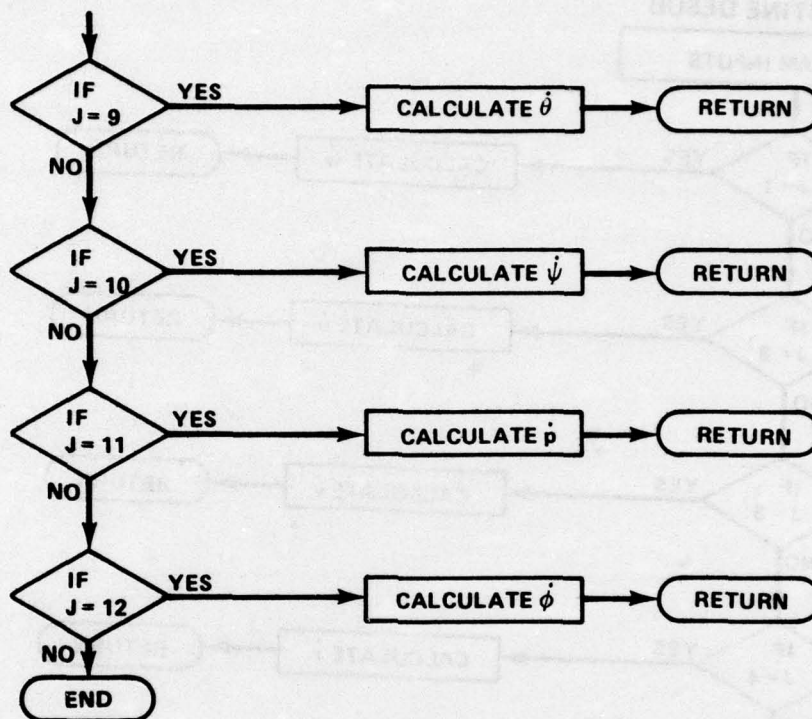 IF
J = 9
YES
CALCULATE θ̇
RETURN
NO
IF
J = 10
YES
CALCULATE ψ̇
RETURN
NO
IF
J = 11
YES
CALCULATE ṗ
RETURN
NO
IF
J = 12
YES
CALCULATE ϕ̇
RETURN
NO
END